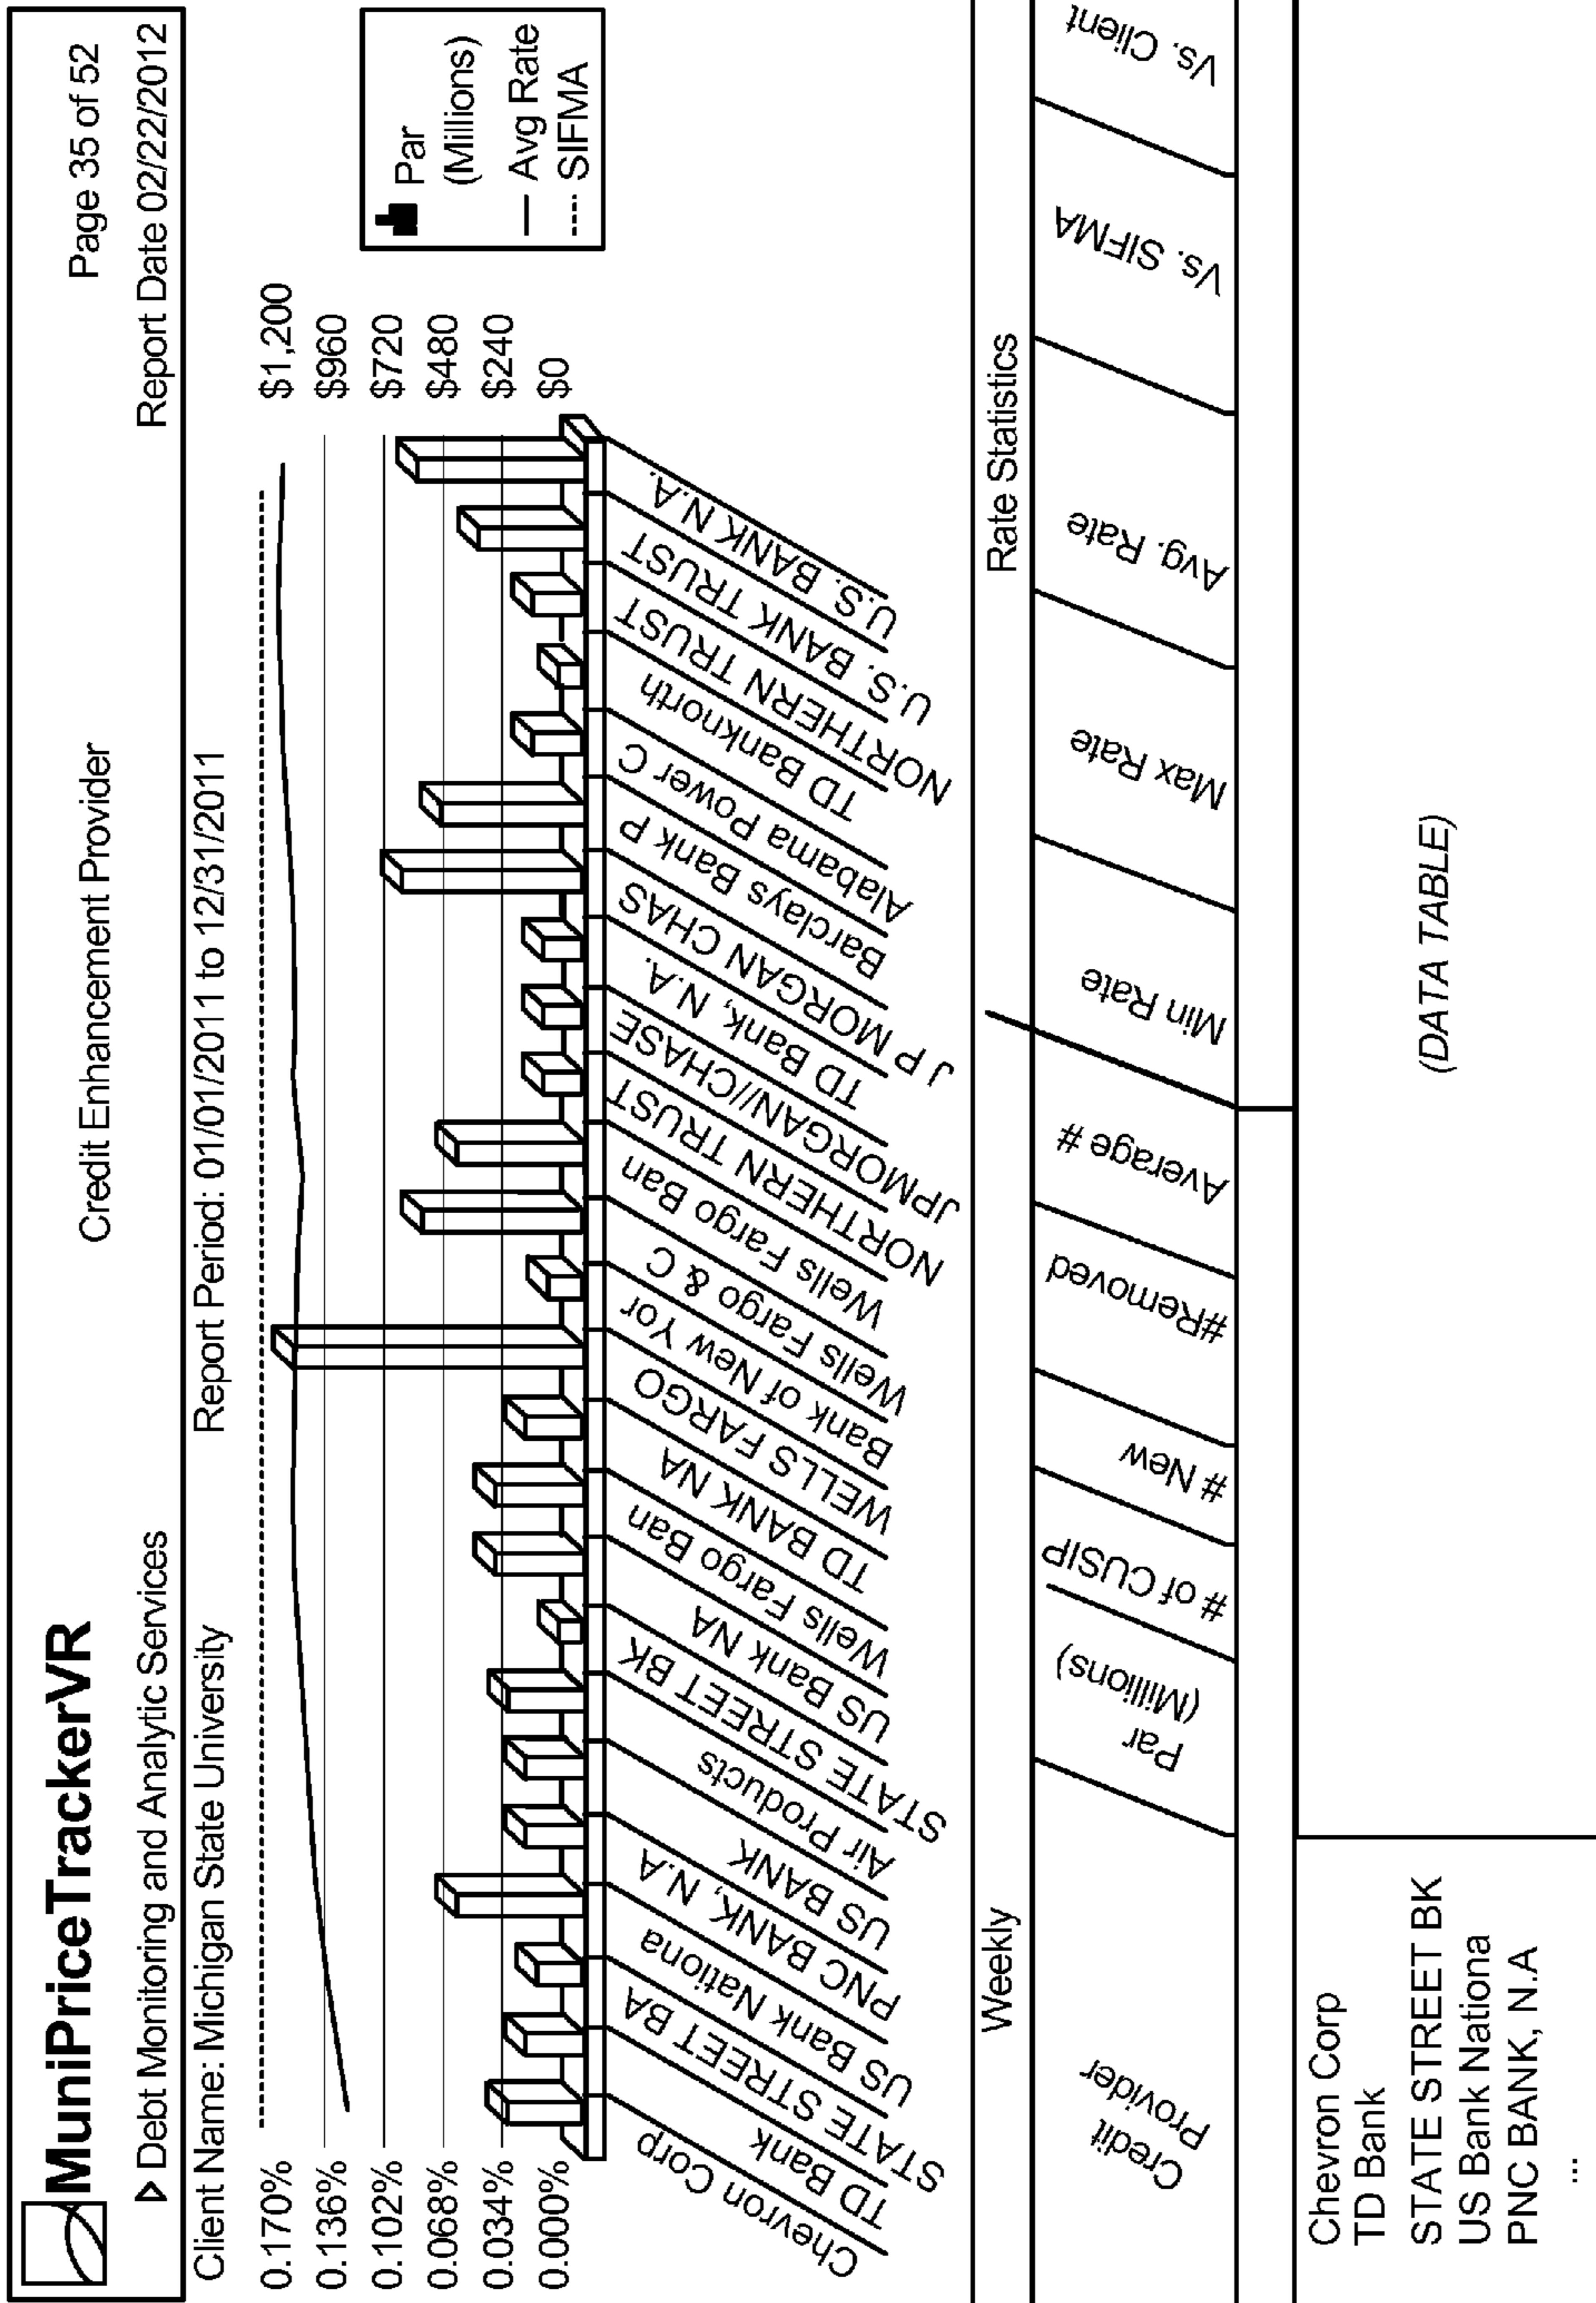 MuniPriceTrackerVR
Credit Enhancement Provider
Page 35 of 52
Debt Monitoring and Analytic Services
Report Date 02/22/2012
Client Name: Michigan State University
Report Period: 01/01/2011 to 12/31/2011
0.170%
0.136%
0.102%
0.068%
0.034%
0.000%
$1,200
$960
$720
$480
$240
$0
Par
(Millions)
Avg Rate
SIFMA
Chevron Corp
TD Bank
STATE STREET BA
US Bank Nationa
PNC BANK, N.A
US BANK
Air Products
STATE STREET BK
US Bank NA
Wells Fargo Ban
TD BANK NA
WELLS FARGO
Bank of New Yor
Wells Fargo & C
Wells Fargo Ban
NORTHERN TRUST
JPMORGAN//CHASE
TD Bank, N.A.
J P MORGAN CHAS
Barclays Bank P
Alabama Power C
TD Banknorth
NORTHERN TRUST
U.S. BANK TRUST
U.S. BANK N.A.
Weekly
Rate Statistics
Credit
Provider
Par
(Millions)
# of CUSIP
# New
#Removed
Average #
Min Rate
Max Rate
Avg. Rate
Vs. SIFMA
Vs. Client
Chevron Corp
TD Bank
STATE STREET BK
US Bank Nationa
PNC BANK, N.A
...
(DATA TABLE)